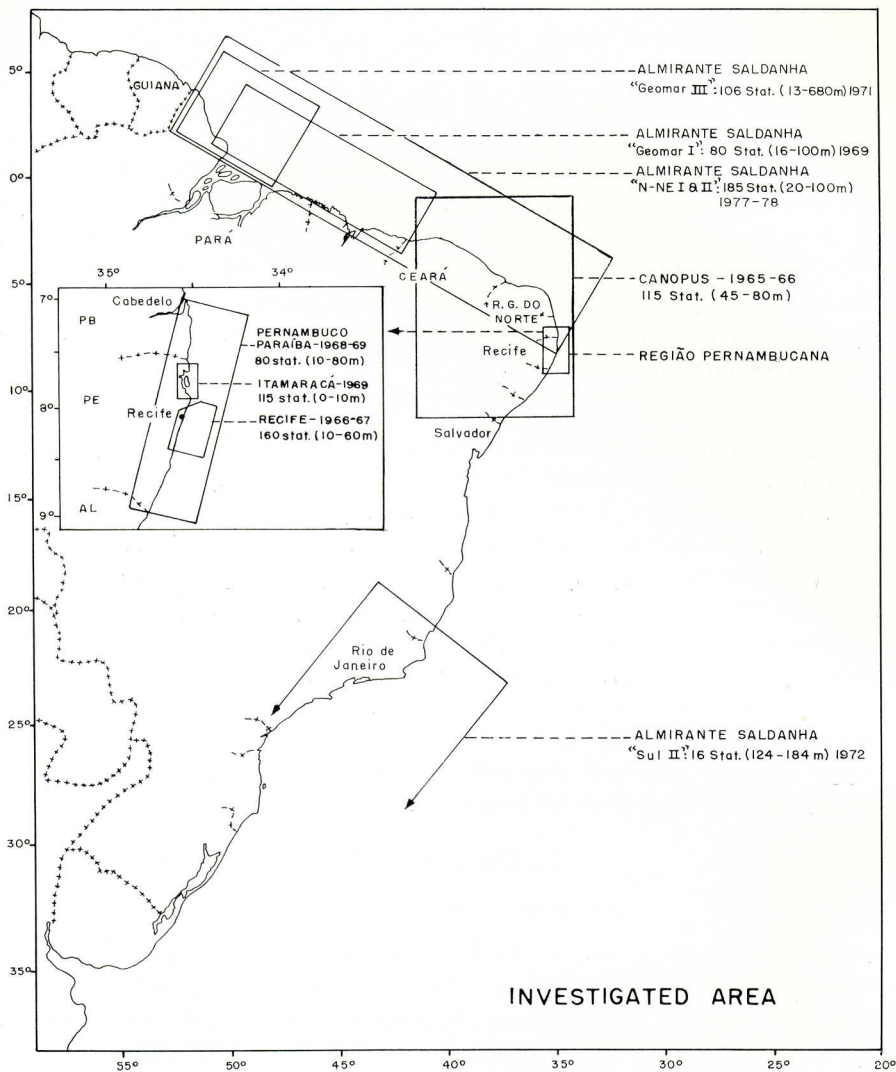 5°
0°
5°
10°
15°
20°
25°
30°
35°
GUIANA
PARÁ
CEARÁ
R. G. DO
NORTE
Recife
Salvador
Rio de
Janeiro
ALMIRANTE SALDANHA
"Geomar III": 106 Stat. (13-680m) 1971
ALMIRANTE SALDANHA
"Geomar I": 80 Stat. (16-100m) 1969
ALMIRANTE SALDANHA
"N-NE I & II": 185 Stat. (20-100m)
1977-78
CANOPUS - 1965-66
115 Stat. (45-80m)
REGIÃO PERNAMBUCANA
35°
34°
7°
8°
9°
Cabedelo
PB
PE
AL
Recife
PERNAMBUCO
PARAÍBA-1968-69
80 stat. (10-80m)
ITAMARACÁ-1969
115 stat. (0-10m)
RECIFE-1966-67
160 stat. (10-60m)
ALMIRANTE SALDANHA
"Sul II": 16 Stat. (124-184 m) 1972
INVESTIGATED AREA
55°
50°
45°
40°
35°
30°
25°
20°